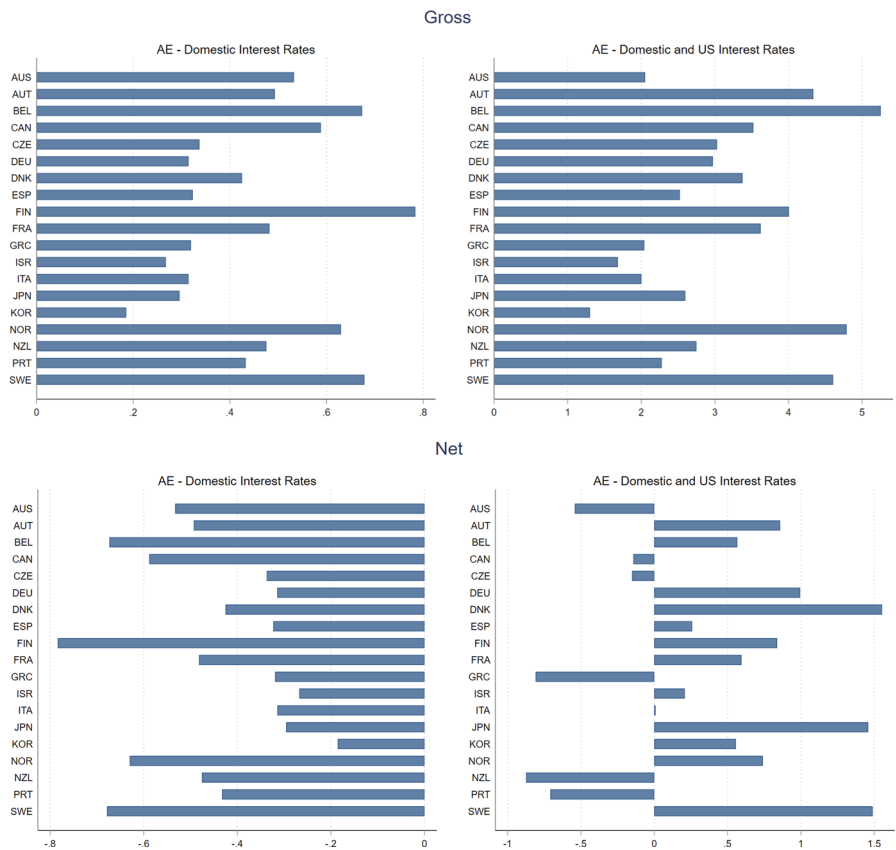 Gross
AE - Domestic Interest Rates
AUS
AUT
BEL
CAN
CZE
DEU
DNK
ESP
FIN
FRA
GRC
ISR
ITA
JPN
KOR
NOR
NZL
PRT
SWE
0 .2 .4 .6 .8
AE - Domestic and US Interest Rates
AUS
AUT
BEL
CAN
CZE
DEU
DNK
ESP
FIN
FRA
GRC
ISR
ITA
JPN
KOR
NOR
NZL
PRT
SWE
0 1 2 3 4 5
Net
AE - Domestic Interest Rates
AUS
AUT
BEL
CAN
CZE
DEU
DNK
ESP
FIN
FRA
GRC
ISR
ITA
JPN
KOR
NOR
NZL
PRT
SWE
-.8 -.6 -.4 -.2 0
AE - Domestic and US Interest Rates
AUS
AUT
BEL
CAN
CZE
DEU
DNK
ESP
FIN
FRA
GRC
ISR
ITA
JPN
KOR
NOR
NZL
PRT
SWE
-1 -.5 0 .5 1 1.5